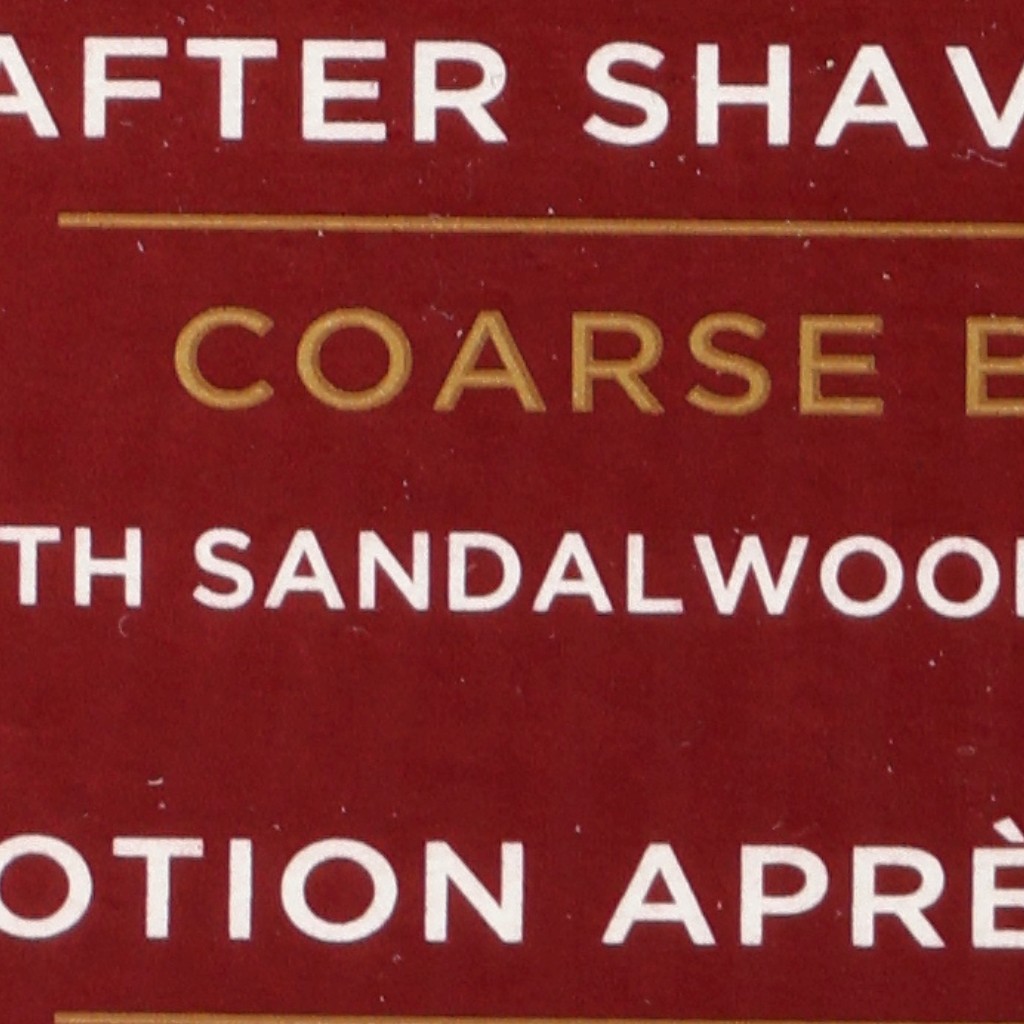 AFTER SHAV
COARSE B
TH SANDALWOO
OTION APRÈ